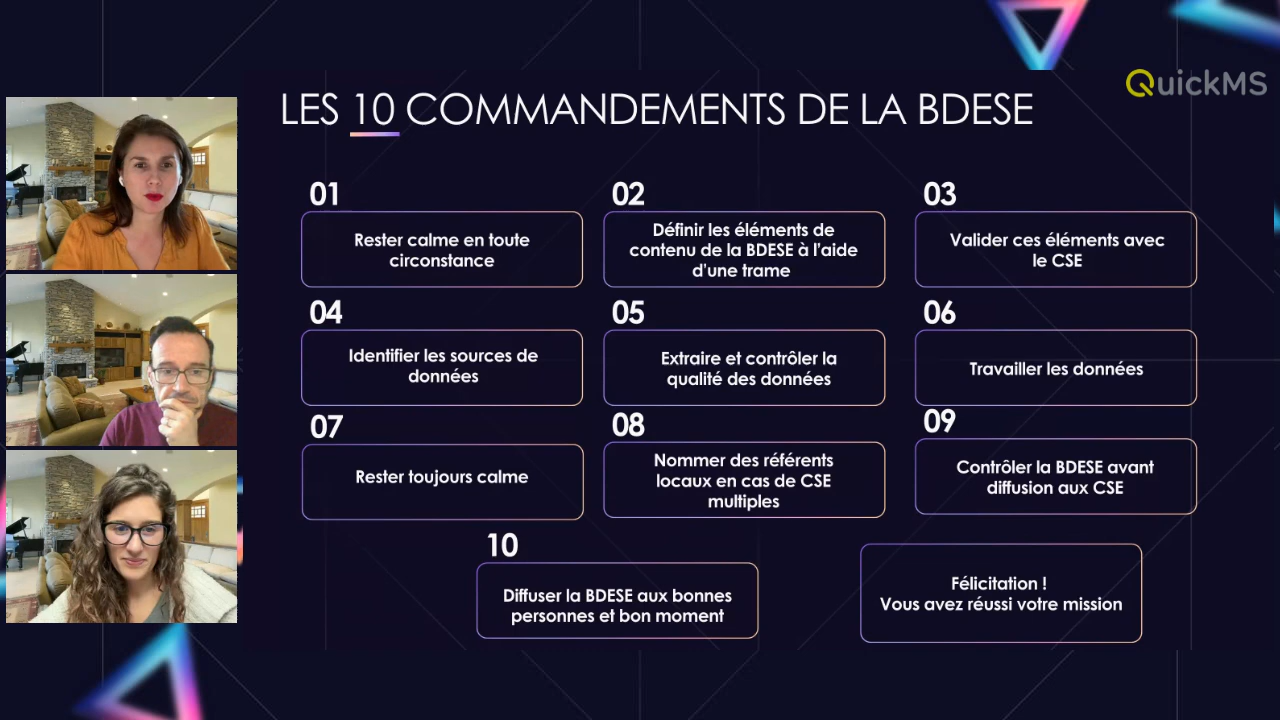 QuickMS
LES 10 COMMANDEMENTS DE LA BDESE
01
Rester calme en toute
circonstance
02
Définir les éléments de
contenu de la BDESE à l'aide
d'une trame
03
Valider ces éléments avec
le CSE
04
Identifier les sources de
données
05
Extraire et contrôler la
qualité des données
06
Travailler les données
07
Rester toujours calme
08
Nommer des référents
locaux en cas de CSE
multiples
09
Contrôler la BDESE avant
diffusion aux CSE
10
Diffuser la BDESE aux bonnes
personnes et bon moment
Félicitation !
Vous avez réussi votre mission